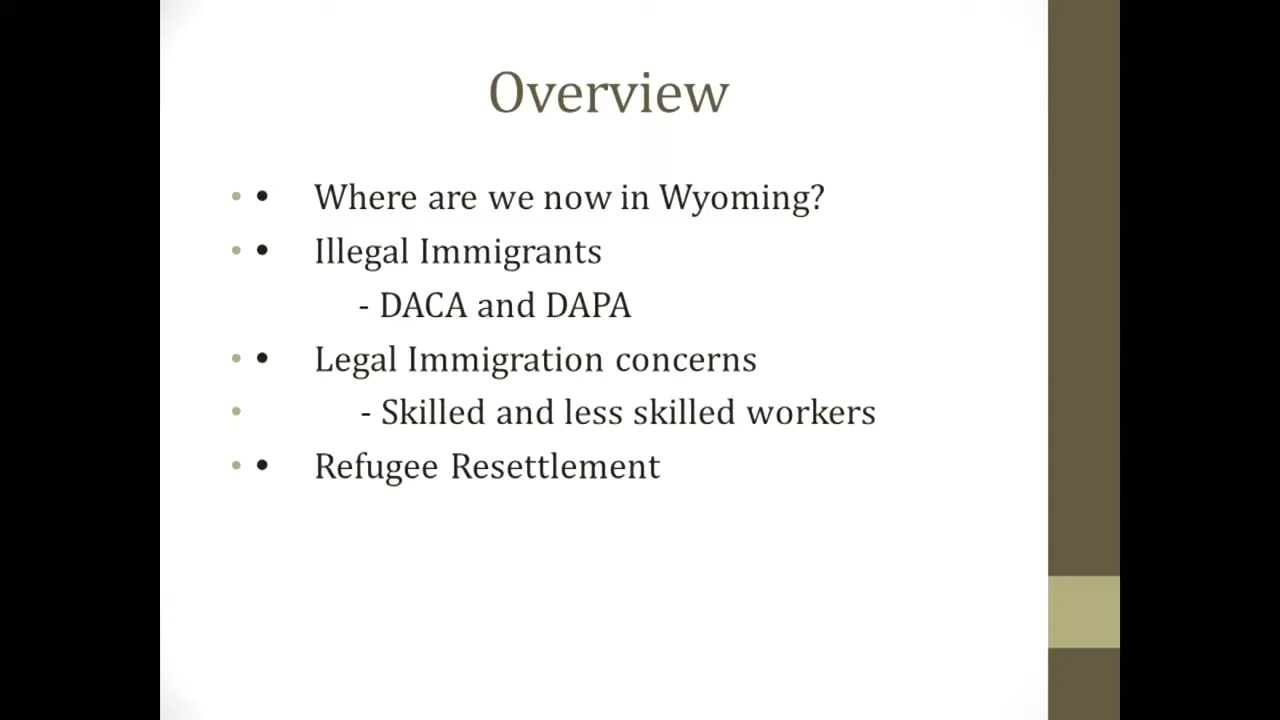 Overview
• • Where are we now in Wyoming?
• • Illegal Immigrants
- DACA and DAPA
• • Legal Immigration concerns
• - Skilled and less skilled workers
• • Refugee Resettlement